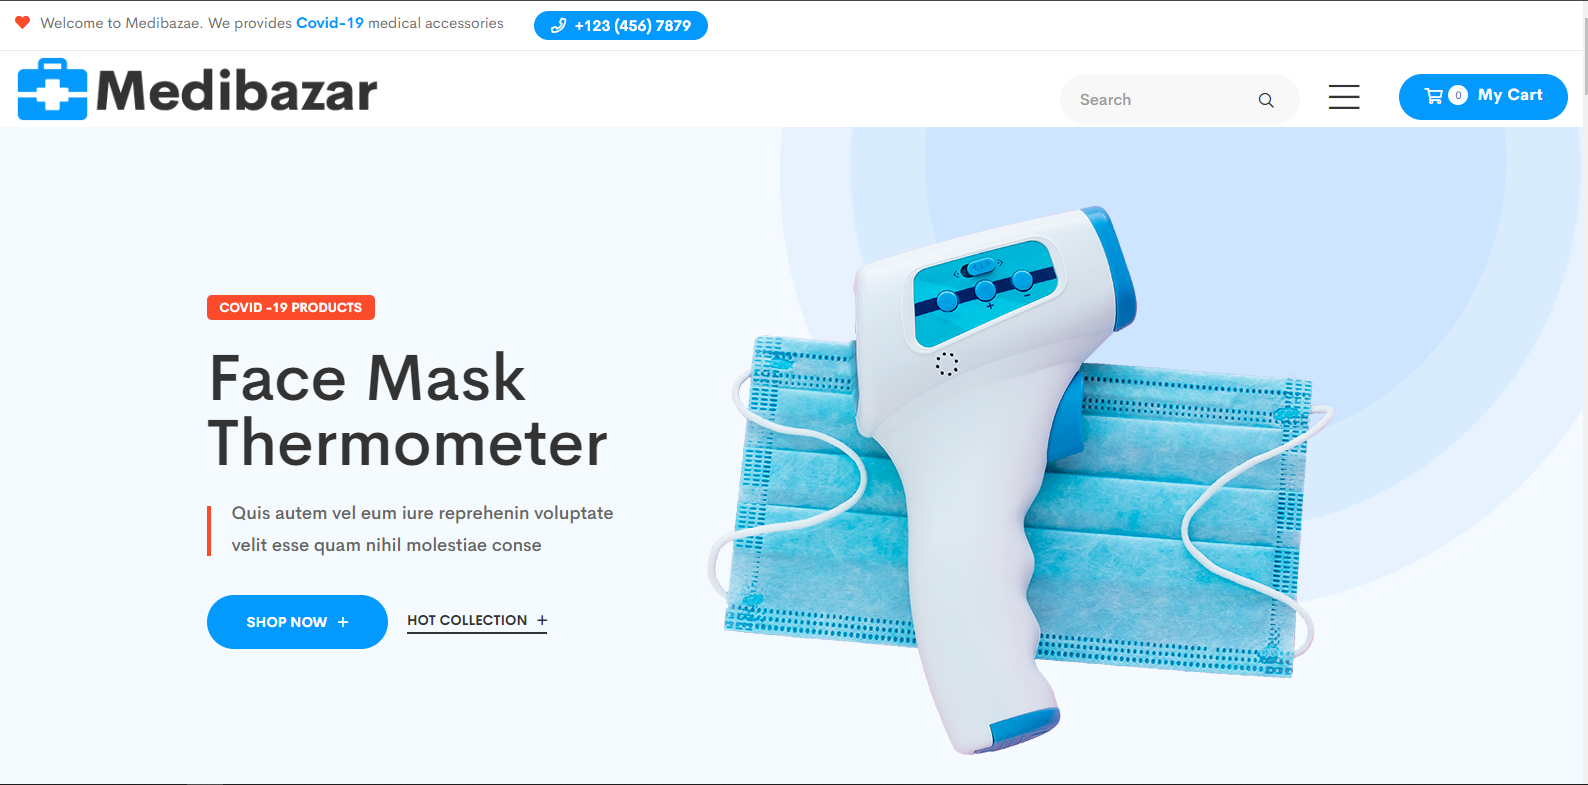 Welcome to Medibazae. We provides Covid-19 medical accessories
+123 (456) 7879
Medibazar
Search
0
My Cart
COVID -19 PRODUCTS
Face Mask
Thermometer
Quis autem vel eum iure reprehenin voluptate
velit esse quam nihil molestiae conse
SHOP NOW +
HOT COLLECTION +